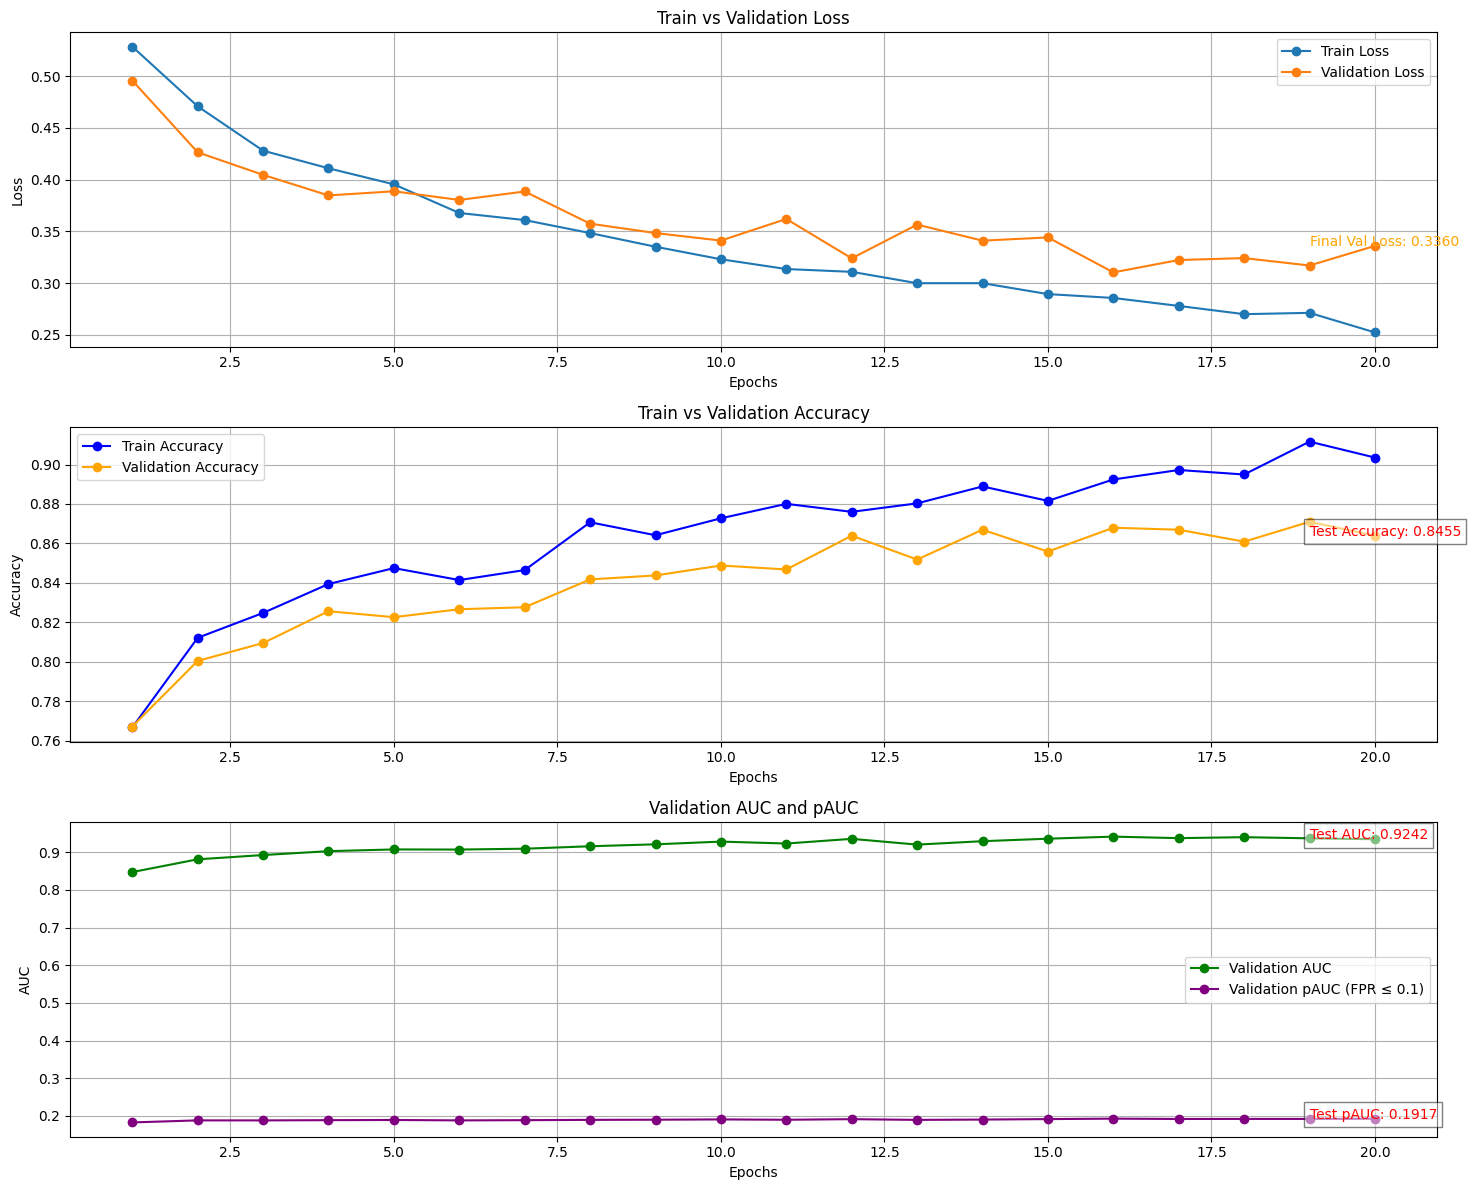 Train vs Validation Loss
Loss
0.50
0.45
0.40
0.35
0.30
0.25
Train Loss
Validation Loss
Final Val Loss: 0.3360
2.5 5.0 7.5 10.0 12.5 15.0 17.5 20.0
Epochs
Train vs Validation Accuracy
Accuracy
0.90
0.88
0.86
0.84
0.82
0.80
0.78
0.76
Train Accuracy
Validation Accuracy
Test Accuracy: 0.8455
2.5 5.0 7.5 10.0 12.5 15.0 17.5 20.0
Epochs
Validation AUC and pAUC
AUC
0.9
0.8
0.7
0.6
0.5
0.4
0.3
0.2
Test AUC: 0.9242
Validation AUC
Validation pAUC (FPR ≤ 0.1)
Test pAUC: 0.1917
2.5 5.0 7.5 10.0 12.5 15.0 17.5 20.0
Epochs